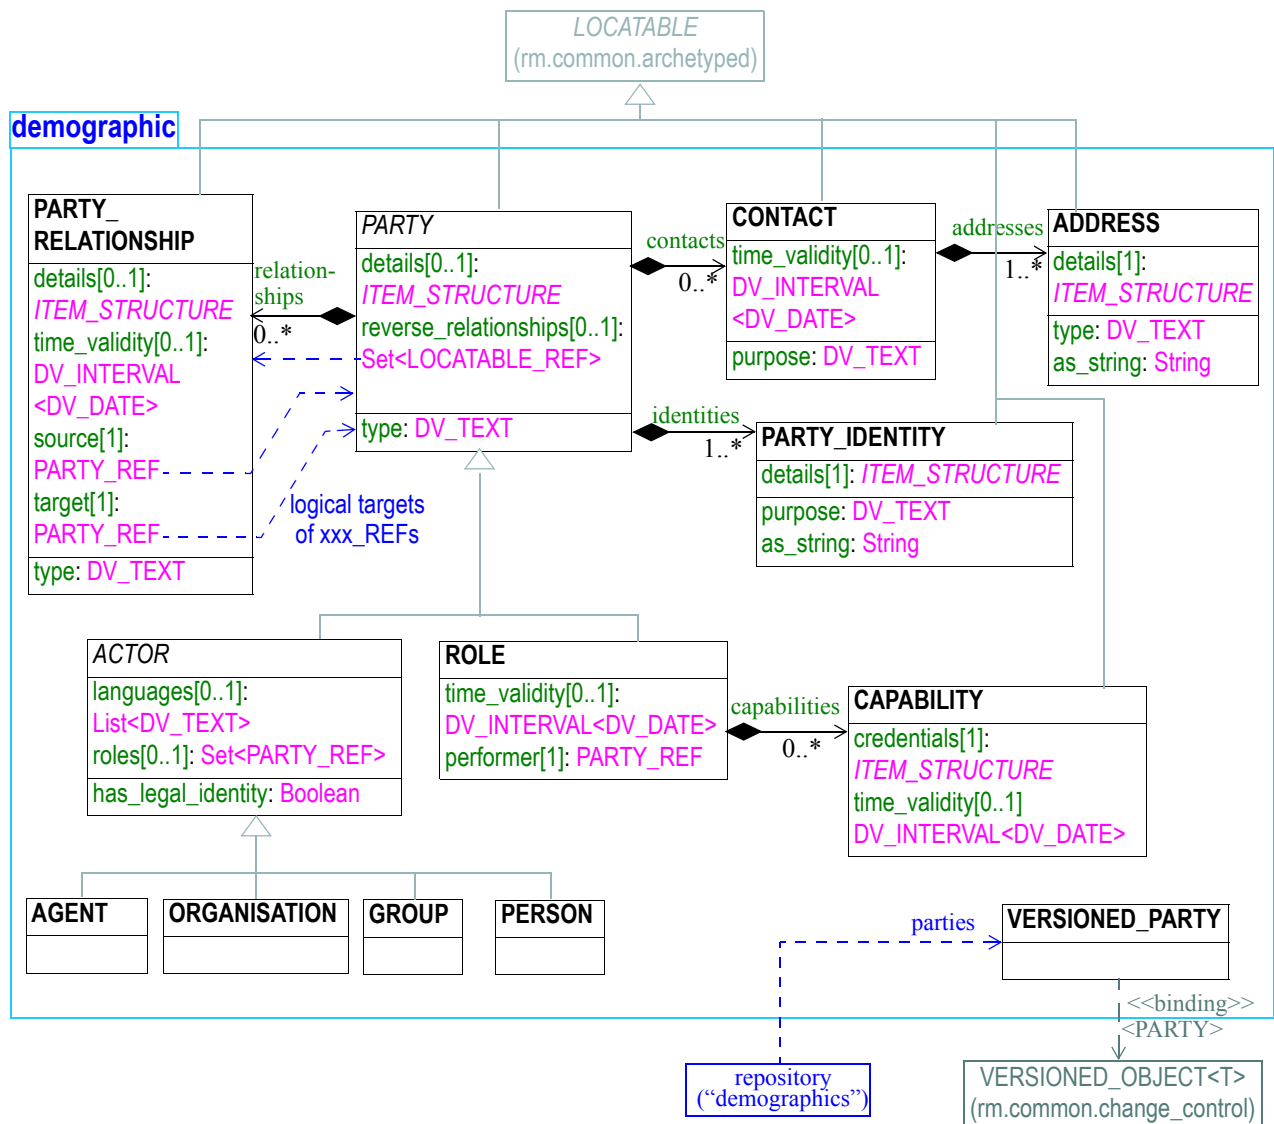 LOCATABLE
(rm.common.archetyped)
demographic
PARTY_
RELATIONSHIP
details[0..1]:
ITEM_STRUCTURE
time_validity[0..1]:
DV_INTERVAL
<DV_DATE>
source[1]:
PARTY_REF
target[1]:
PARTY_REF
type: DV_TEXT
relation-
ships
0..*
PARTY
details[0..1]:
ITEM_STRUCTURE
reverse_relationships[0..1]:
Set<LOCATABLE_REF>
type: DV_TEXT
logical targets
of xxx_REFs
contacts
0..*
CONTACT
time_validity[0..1]:
DV_INTERVAL
<DV_DATE>
purpose: DV_TEXT
addresses
1..*
ADDRESS
details[1]:
ITEM_STRUCTURE
type: DV_TEXT
as_string: String
identities
1..*
PARTY_IDENTITY
details[1]: ITEM_STRUCTURE
purpose: DV_TEXT
as_string: String
ACTOR
languages[0..1]:
List<DV_TEXT>
roles[0..1]: Set<PARTY_REF>
has_legal_identity: Boolean
ROLE
time_validity[0..1]:
DV_INTERVAL<DV_DATE>
performer[1]: PARTY_REF
capabilities
0..*
CAPABILITY
credentials[1]:
ITEM_STRUCTURE
time_validity[0..1]
DV_INTERVAL<DV_DATE>
AGENT
ORGANISATION
GROUP
PERSON
parties
VERSIONED_PARTY
<<binding>>
<PARTY>
repository
(“demographics”)
VERSIONED_OBJECT<T>
(rm.common.change_control)